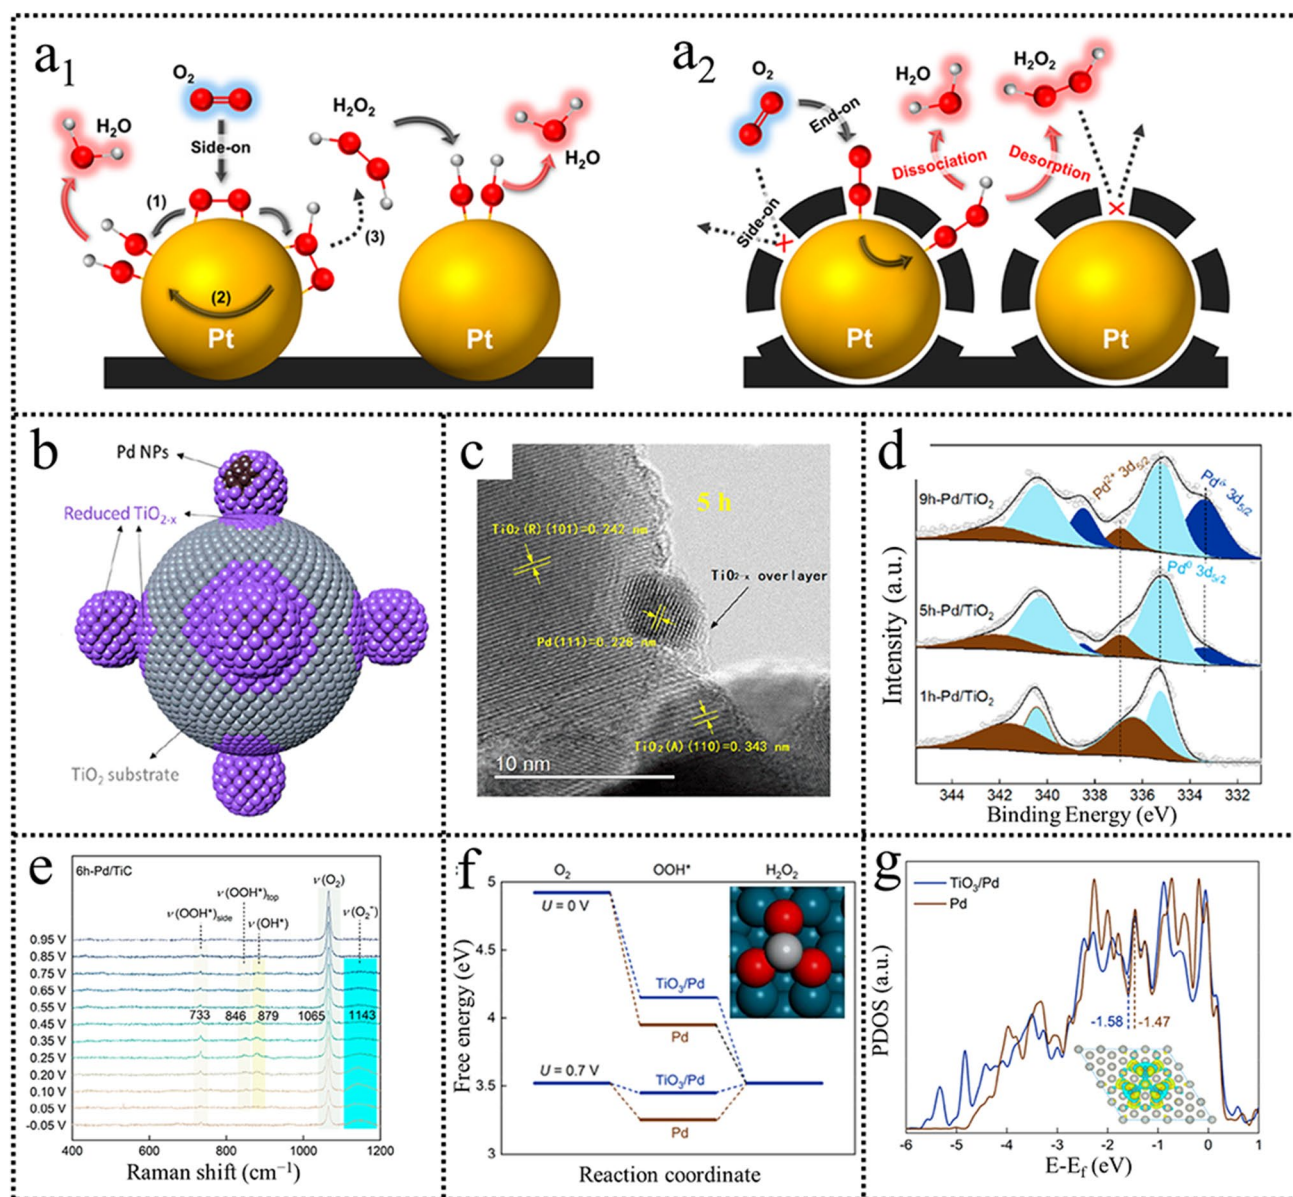 a1
O2
H2O
H2O2
H2O
Side-on
(1)
(3)
(2)
Pt
Pt
a2
O2
H2O
H2O2
End-on
Dissociation
Desorption
Side-on
Pt
Pt
b
Pd NPs
Reduced TiO2-x
TiO2 substrate
c
5 h
TiO2(R)(101)=0.242 nm
TiO2-x overlayer
Pd(111)=0.226 nm
TiO2(A)(110)=0.343 nm
10 nm
d
9h-Pd/TiO2
Pd2+ 3d5/2
Pdδ- 3d5/2
Pd0 3d5/2
5h-Pd/TiO2
1h-Pd/TiO2
Intensity (a.u.)
344 342 340 338 336 334 332
Binding Energy (eV)
e
6h-Pd/TiC
ν(O2)
ν(OOH*)top
ν(OOH*)side
ν(OH*)
ν(O2*)
0.95 V
0.85 V
0.75 V
0.65 V
0.55 V
0.45 V
0.35 V
0.25 V
0.20 V
0.10 V
0.05 V
-0.05 V
733 846 879 1065 1143
400 600 800 1000 1200
Raman shift (cm−1)
f
O2 OOH* H2O2
U = 0 V
TiO3/Pd
Pd
U = 0.7 V
TiO3/Pd
Pd
5
4.5
4
3.5
3
Free energy (eV)
Reaction coordinate
g
TiO3/Pd
Pd
-1.58
-1.47
PDOS (a.u.)
-6 -5 -4 -3 -2 -1 0 1
E-Ef (eV)